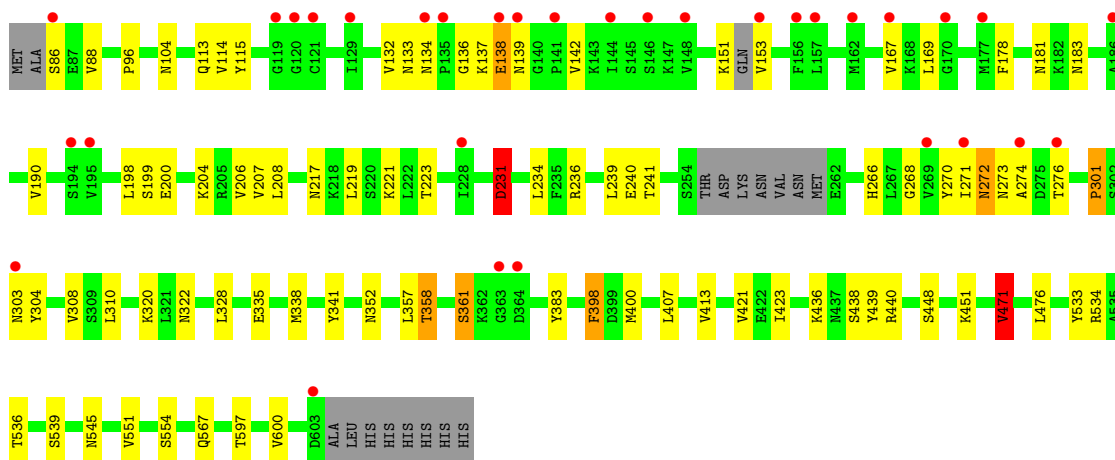 MET ALA S86 E87 V88 P96 N104 Q113 V114 Y115 G119 G120 C121 I129 V132 N133 N134 P135 G136 K137 E138 N139 G140 P141 V142 K143 I144 S145 S146 K147 V148 K151 GLN V153 F156 L157 M162 V167 K168 L169 G170 M177 F178 N181 K182 N183 A186
V190 S194 V195 L198 S199 E200 K204 R205 V206 V207 L208 N217 K218 L219 S220 K221 L222 T223 I228 D231 L234 F235 R236 L239 E240 T241 S254 THR ASP LYS ASN VAL ASN MET E262 H266 L267 G268 V269 Y270 I271 N272 N273 A274 D275 T276 P301 S302
N303 Y304 V308 S309 L310 K320 L321 N322 L328 E335 M338 Y341 N352 L357 T358 S361 K362 G363 D364 Y383 F398 D399 M400 L407 V413 V421 E422 I423 K436 N437 S438 Y439 R440 S448 K451 V471 L476 Y533 R534 A535
T536 S539 N545 V551 S554 Q567 T597 V600 D603 ALA LEU HIS HIS HIS HIS HIS HIS